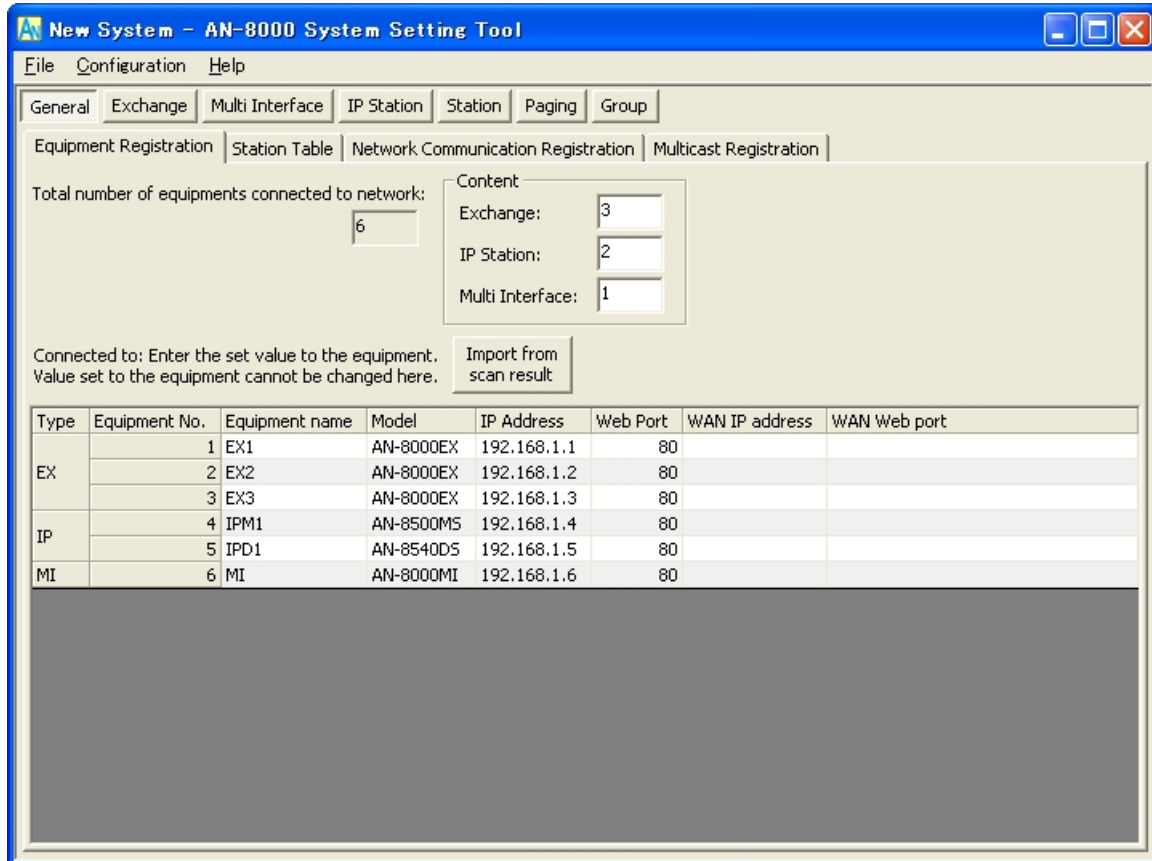 New System - AN-8000 System Setting Tool
File Configuration Help
General Exchange Multi Interface IP Station Station Paging Group
Equipment Registration Station Table Network Communication Registration Multicast Registration
Total number of equipments connected to network:
6
Content
Exchange: 3
IP Station: 2
Multi Interface: 1
Connected to: Enter the set value to the equipment.
Value set to the equipment cannot be changed here.
Import from
scan result
Type Equipment No. Equipment name Model IP Address Web Port WAN IP address WAN Web port
EX
1 EX1 AN-8000EX 192.168.1.1 80
2 EX2 AN-8000EX 192.168.1.2 80
3 EX3 AN-8000EX 192.168.1.3 80
IP
4 IPM1 AN-8500MS 192.168.1.4 80
5 IPD1 AN-8540DS 192.168.1.5 80
MI 6 MI AN-8000MI 192.168.1.6 80